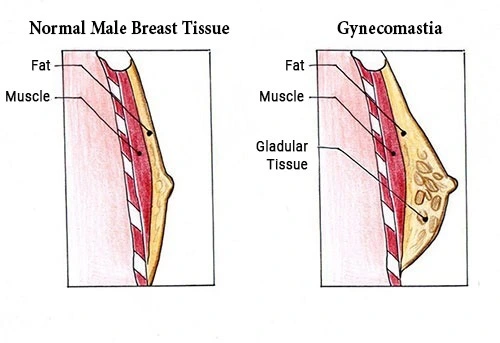 Normal Male Breast Tissue
Fat
Muscle
Gynecomastia
Fat
Muscle
Gladular
Tissue